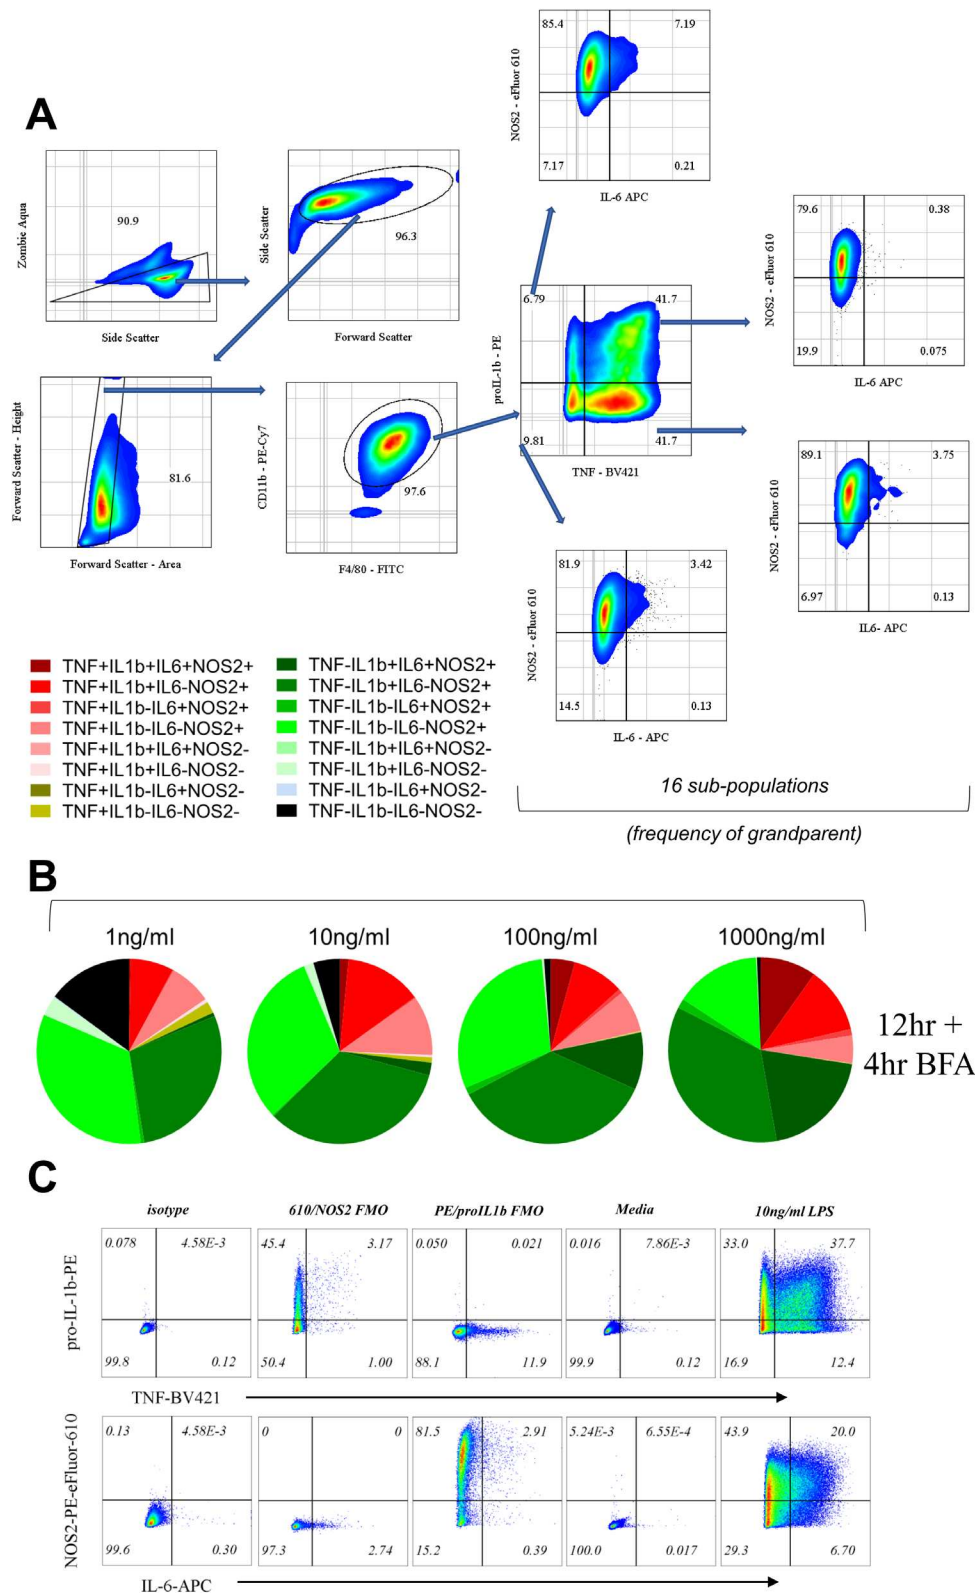 A
Zombie Aqua
90.9
Side Scatter
Side Scatter
96.3
Forward Scatter
Forward Scatter - Height
81.6
Forward Scatter - Area
CD11b - PE-Cy7
97.6
F4/80 - FITC
proIL-1b - PE
6.79
41.7
9.81
41.7
TNF - BV421
NOS2 - eFluor 610
85.4
7.19
7.17
0.21
IL-6 APC
NOS2 - eFluor 610
79.6
0.38
19.9
0.075
IL-6 APC
NOS2 - eFluor 610
89.1
3.75
6.97
0.13
IL6- APC
NOS2 - eFluor 610
81.9
3.42
14.5
0.13
IL-6 - APC
TNF+IL1b+IL6+NOS2+
TNF+IL1b+IL6-NOS2+
TNF+IL1b-IL6+NOS2+
TNF+IL1b-IL6-NOS2+
TNF+IL1b+IL6+NOS2-
TNF+IL1b+IL6-NOS2-
TNF+IL1b-IL6+NOS2-
TNF+IL1b-IL6-NOS2-
TNF-IL1b+IL6+NOS2+
TNF-IL1b+IL6-NOS2+
TNF-IL1b-IL6+NOS2+
TNF-IL1b-IL6-NOS2+
TNF-IL1b+IL6+NOS2-
TNF-IL1b+IL6-NOS2-
TNF-IL1b-IL6+NOS2-
TNF-IL1b-IL6-NOS2-
16 sub-populations
(frequency of grandparent)
B
1ng/ml
10ng/ml
100ng/ml
1000ng/ml
12hr +
4hr BFA
C
isotype
610/NOS2 FMO
PE/proIL1b FMO
Media
10ng/ml LPS
pro-IL-1b-PE
0.078 4.58E-3
99.8 0.12
45.4 3.17
50.4 1.00
0.050 0.021
88.1 11.9
0.016 7.86E-3
99.9 0.12
33.0 37.7
16.9 12.4
TNF-BV421
NOS2-PE-eFluor-610
0.13 4.58E-3
99.6 0.30
0 0
97.3 2.74
81.5 2.91
15.2 0.39
5.24E-3 6.55E-4
100.0 0.017
43.9 20.0
29.3 6.70
IL-6-APC